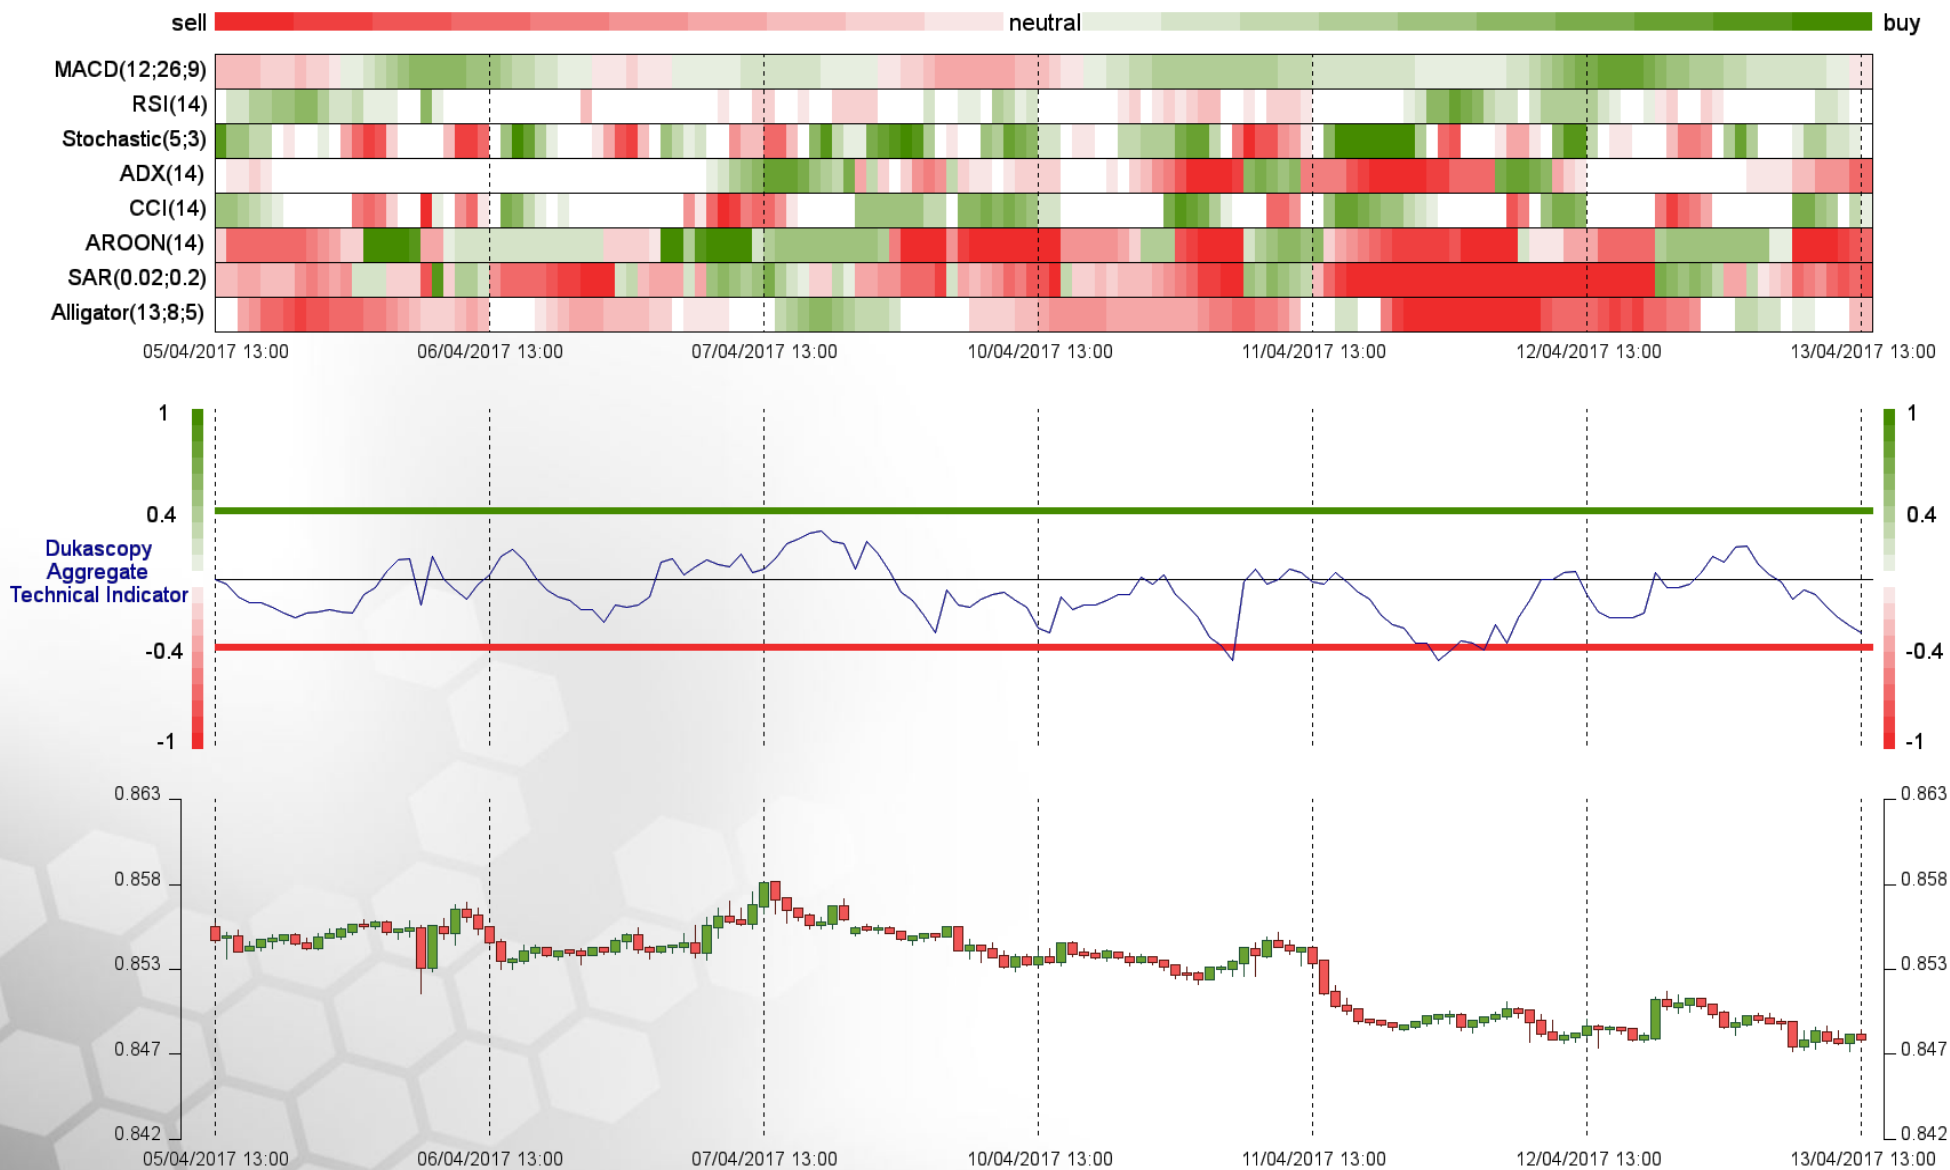 sell neutral buy
MACD(12;26;9)
RSI(14)
Stochastic(5;3)
ADX(14)
CCI(14)
AROON(14)
SAR(0.02;0.2)
Alligator(13;8;5)
05/04/2017 13:00 06/04/2017 13:00 07/04/2017 13:00 10/04/2017 13:00 11/04/2017 13:00 12/04/2017 13:00 13/04/2017 13:00
1 1
0.4 0.4
Dukascopy
Aggregate
Technical Indicator
-0.4 -0.4
-1 -1
0.863 0.863
0.858 0.858
0.853 0.853
0.847 0.847
0.842 0.842
05/04/2017 13:00 06/04/2017 13:00 07/04/2017 13:00 10/04/2017 13:00 11/04/2017 13:00 12/04/2017 13:00 13/04/2017 13:00